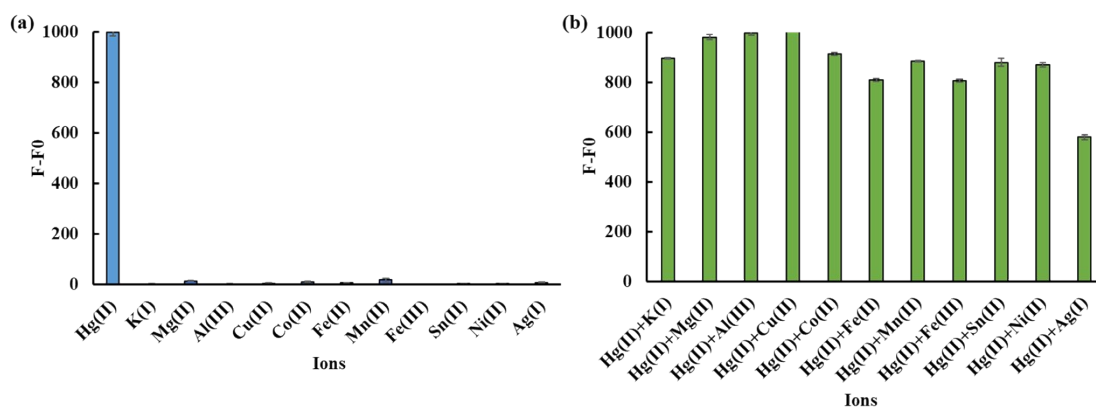 (a)
1000
800
600
400
200
0
F-F0
Hg(II)
K(I)
Mg(II)
Al(III)
Cu(II)
Co(II)
Fe(II)
Mn(II)
Fe(III)
Sn(II)
Ni(II)
Ag(I)
Ions
(b)
1000
800
600
400
200
0
F-F0
Hg(II)+K(I)
Hg(II)+Mg(II)
Hg(II)+Al(III)
Hg(II)+Cu(II)
Hg(II)+Co(II)
Hg(II)+Fe(II)
Hg(II)+Mn(II)
Hg(II)+Fe(III)
Hg(II)+Sn(II)
Hg(II)+Ni(II)
Hg(II)+Ag(I)
Ions